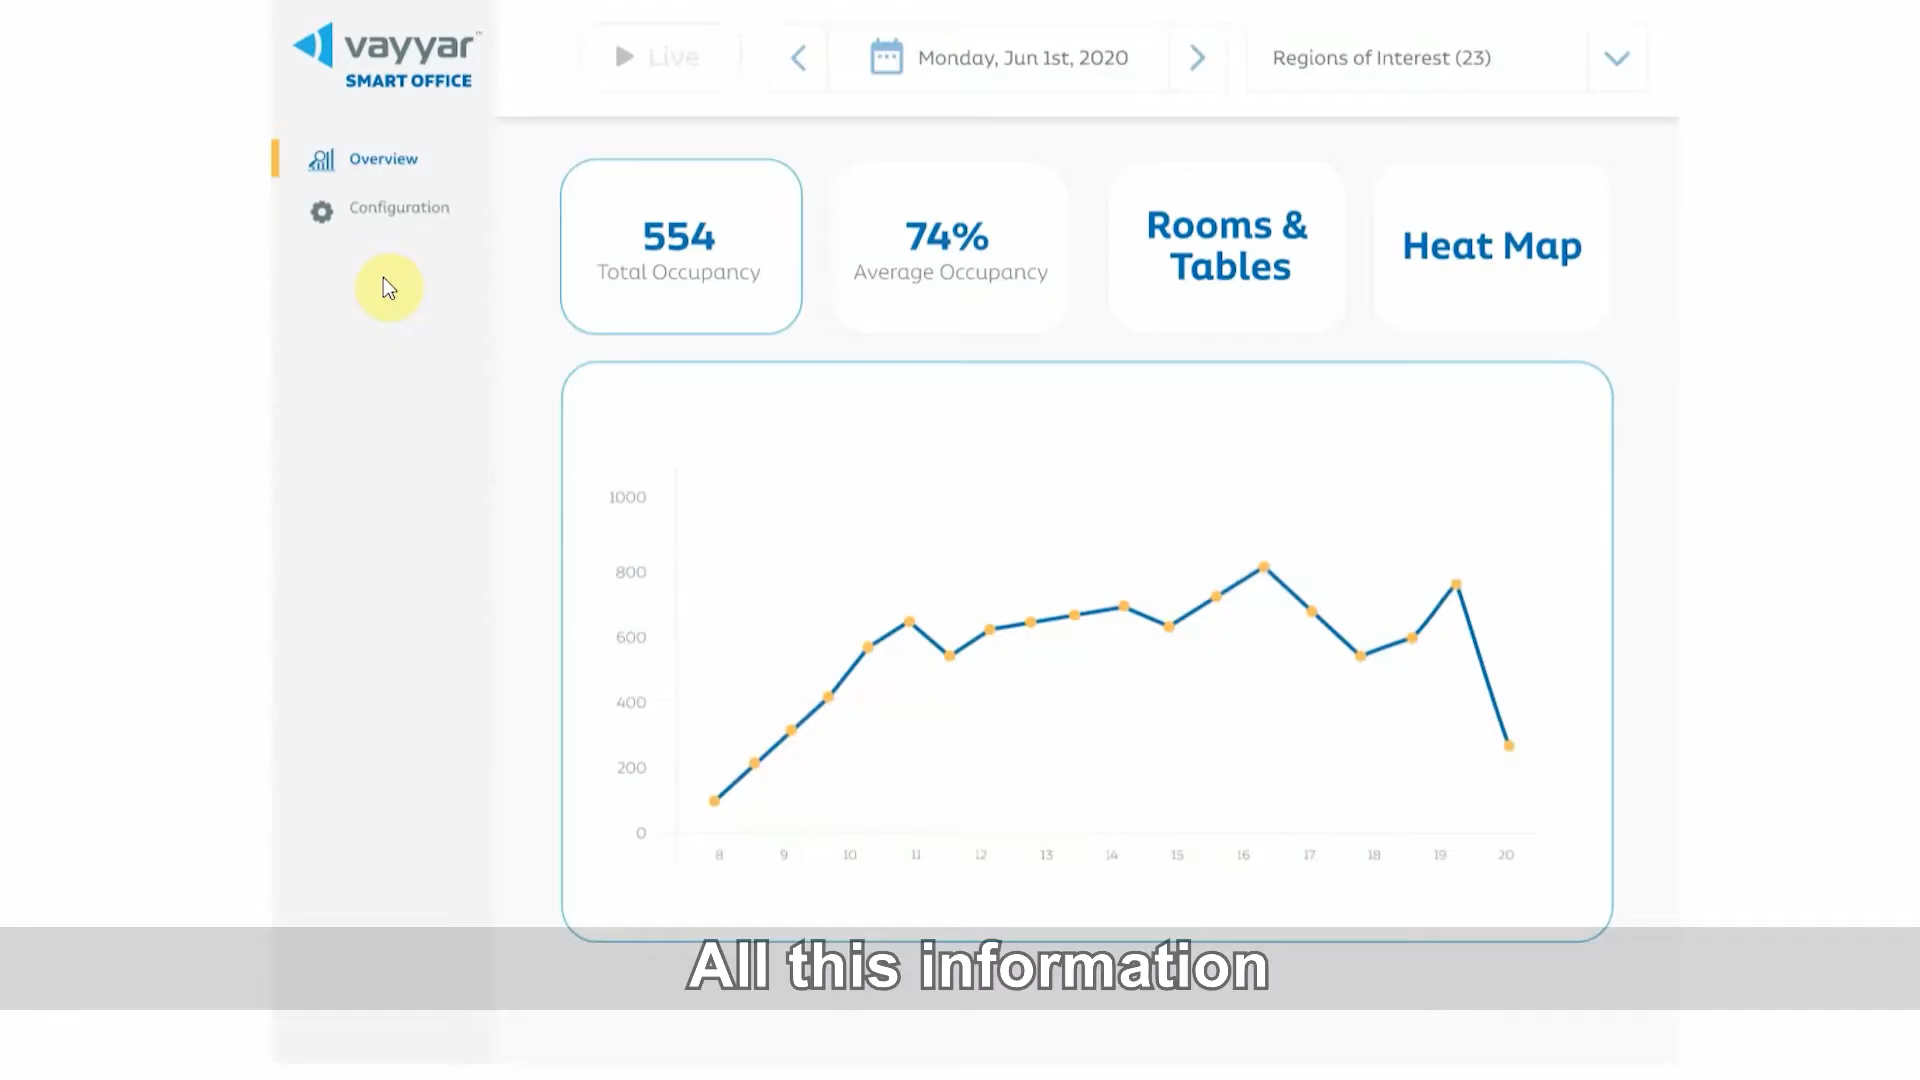 vayyar™
SMART OFFICE
Live
Monday, Jun 1st, 2020
Regions of Interest (23)
Overview
Configuration
554
Total Occupancy
74%
Average Occupancy
Rooms &
Tables
Heat Map
1000
800
600
400
200
0
8 9 10 11 12 13 14 15 16 17 18 19 20
All this information